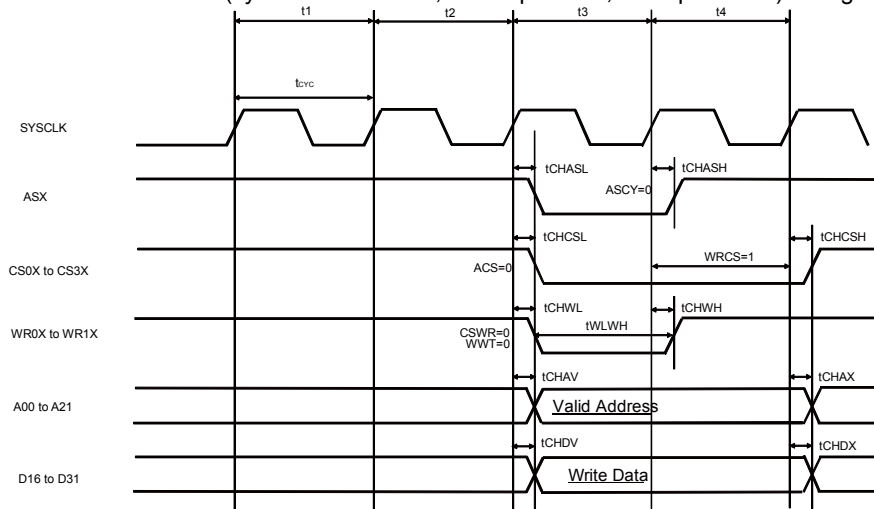 t1 t2 t3 t4
tCYC
SYSCLK
tCHASL tCHASH
ASCY=0
ASX
tCHCSL tCHCSH
WRCS=1
ACS=0
CS0X to CS3X
tCHWL tCHWH
tWLWH
CSWR=0
WWT=0
WR0X to WR1X
tCHAV tCHAX
A00 to A21 Valid Address
tCHDV tCHDX
D16 to D31 Write Data